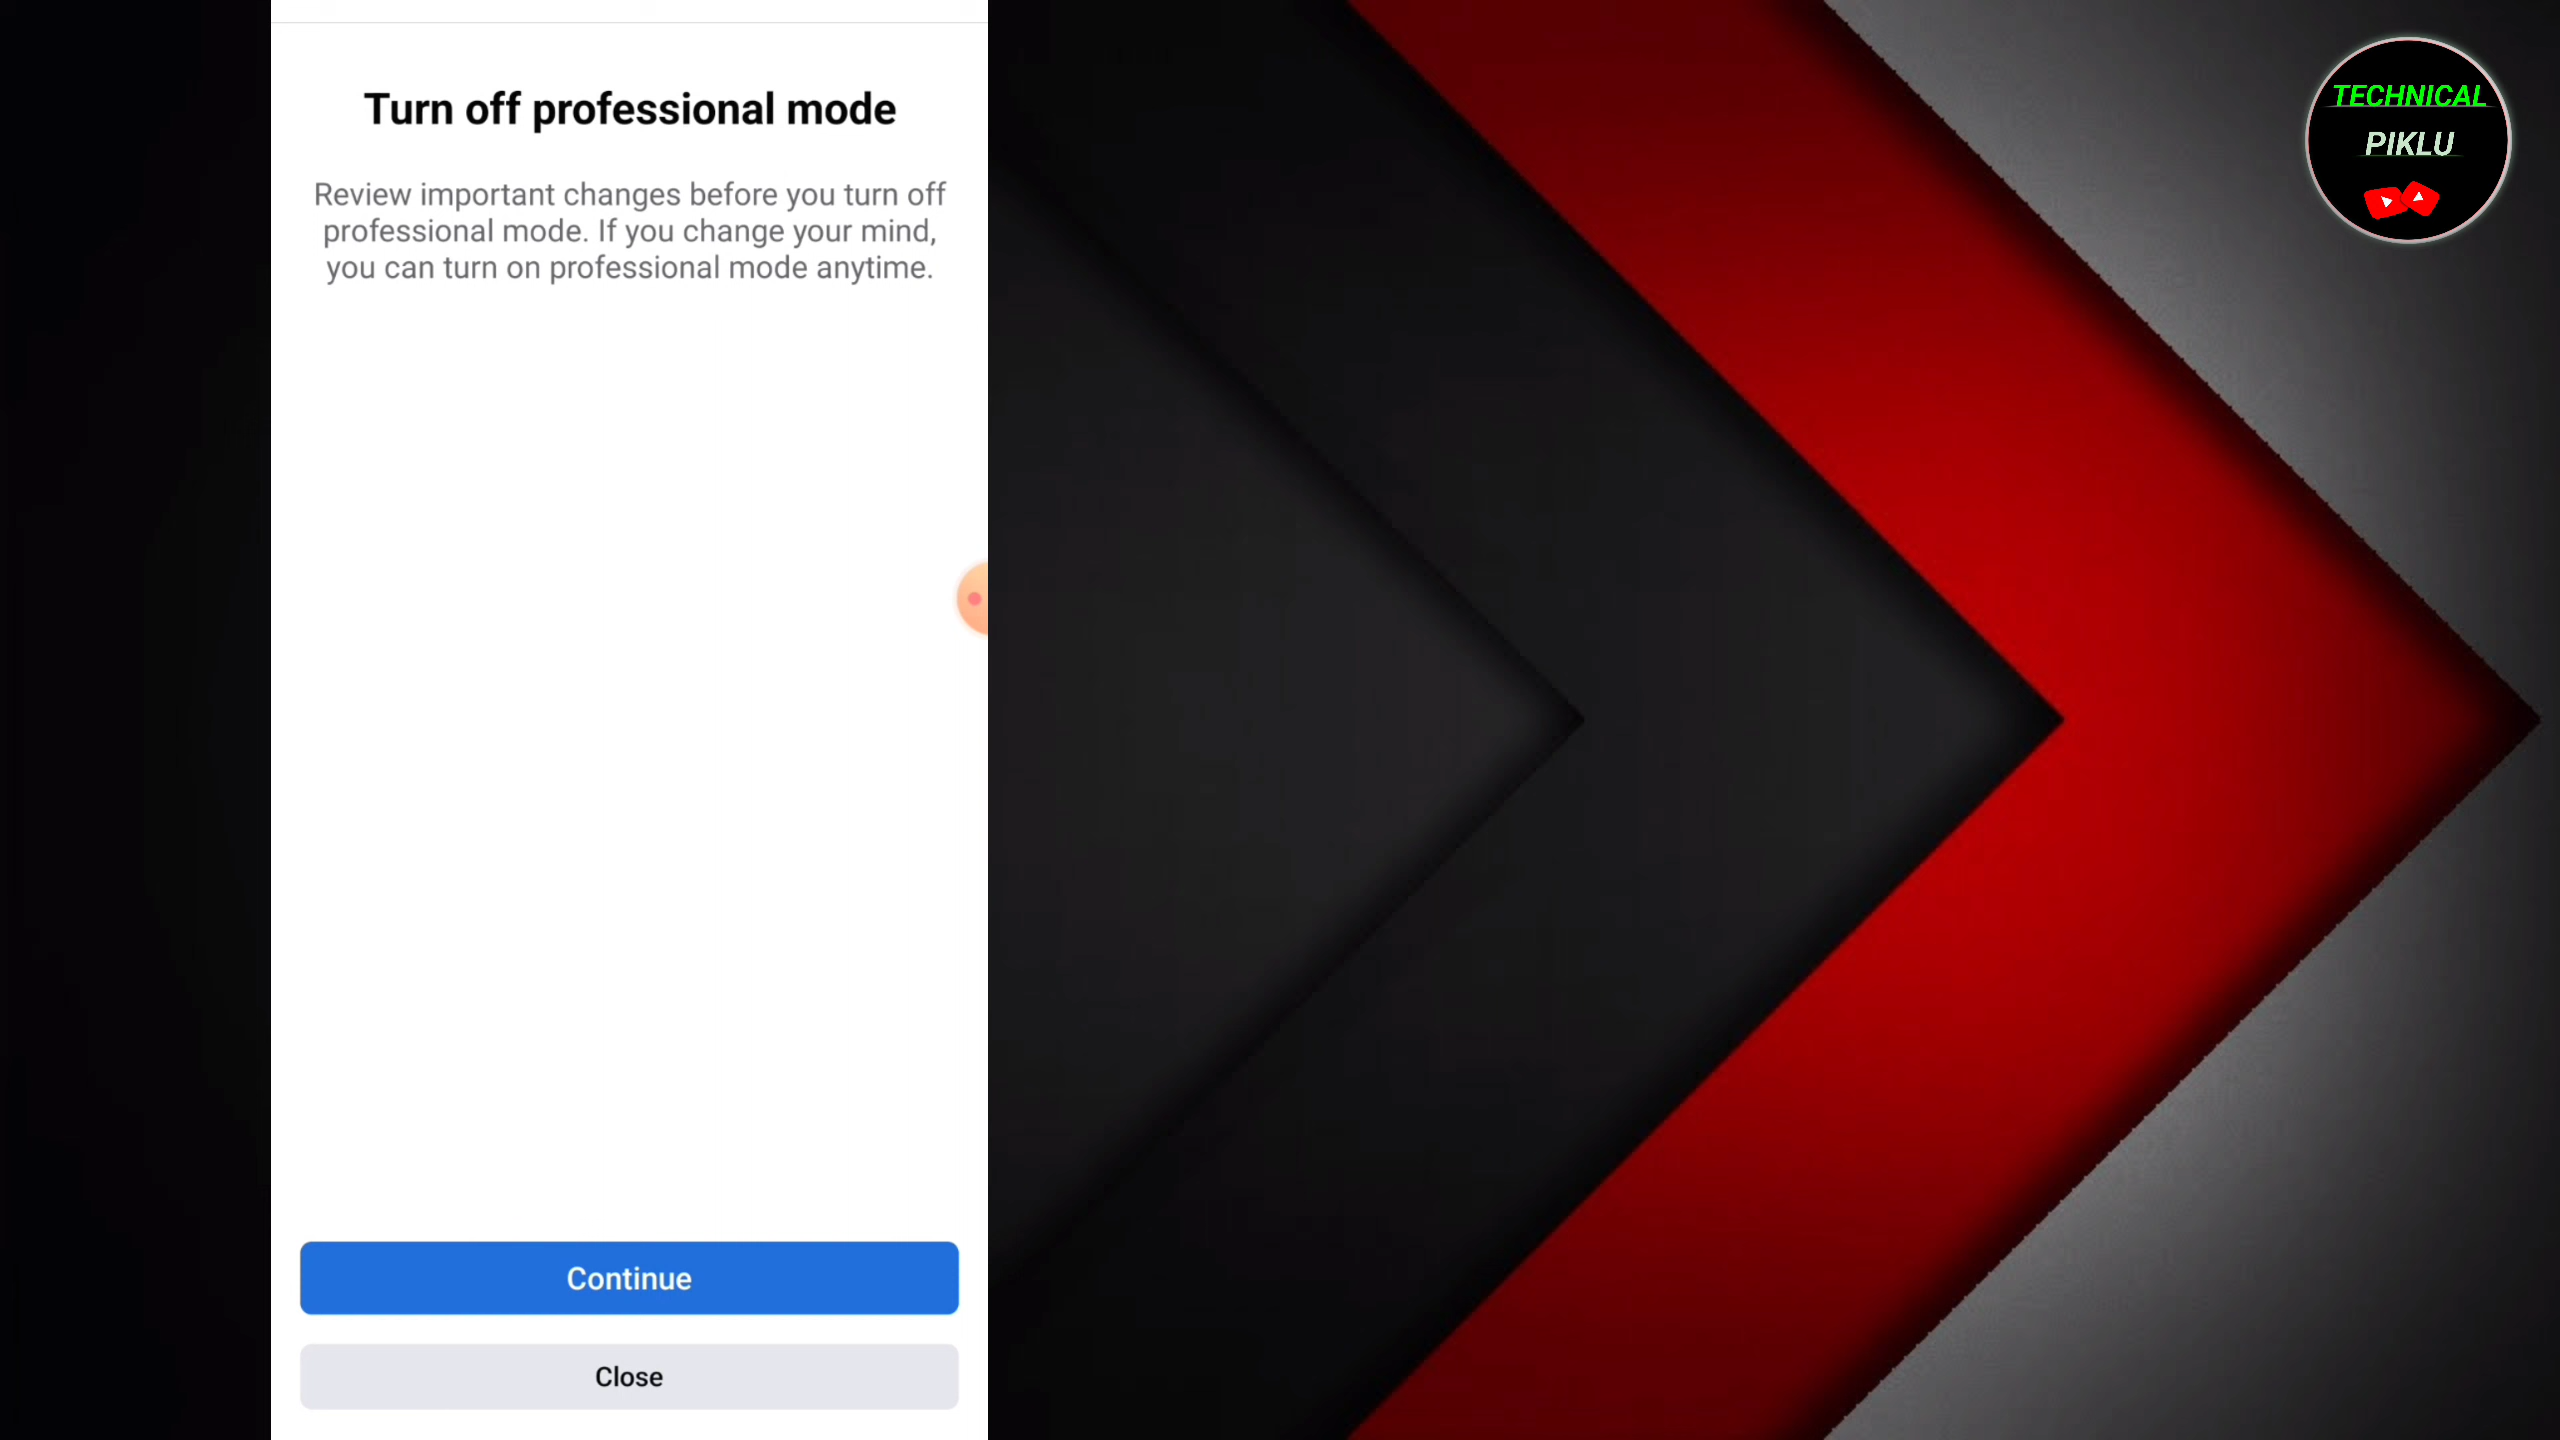 Turn off professional mode
Review important changes before you turn off
professional mode. If you change your mind,
you can turn on professional mode anytime.
Continue
Close
TECHNICAL
PIKLU